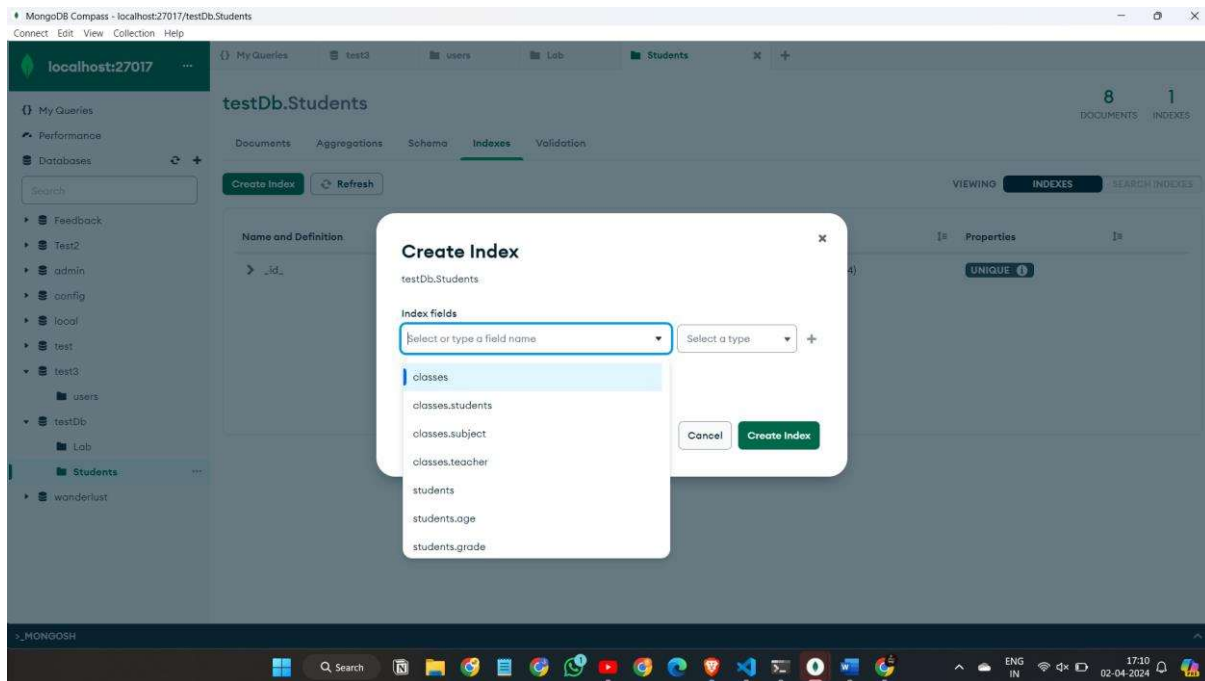 MongoDB Compass - localhost:27017/testDb.Students
Connect Edit View Collection Help
localhost:27017 ...
{} My Queries
Performance
Databases
Search
Feedback
Test2
admin
config
local
test
test3
users
testDb
Lab
Students ...
wanderlust
{} My Queries test3 users Lab Students
testDb.Students
8 DOCUMENTS
1 INDEXES
Documents Aggregations Schema Indexes Validation
Create Index Refresh
VIEWING INDEXES SEARCH INDEXES
Name and Definition Properties
_id_ 4) UNIQUE
Create Index
testDb.Students
Index fields
Select or type a field name Select a type
classes
classes.students
classes.subject
classes.teacher
students
students.age
students.grade
Cancel Create Index
>_MONGOSH
Search
1
ENG
IN
17:10
02-04-2024